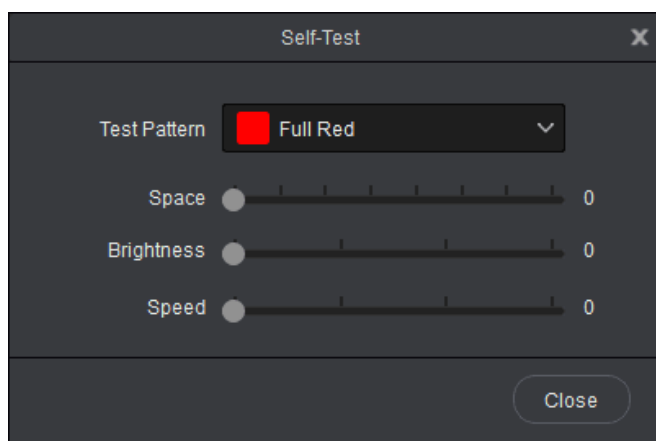 Self-Test
Test Pattern Full Red
Space 0
Brightness 0
Speed 0
Close